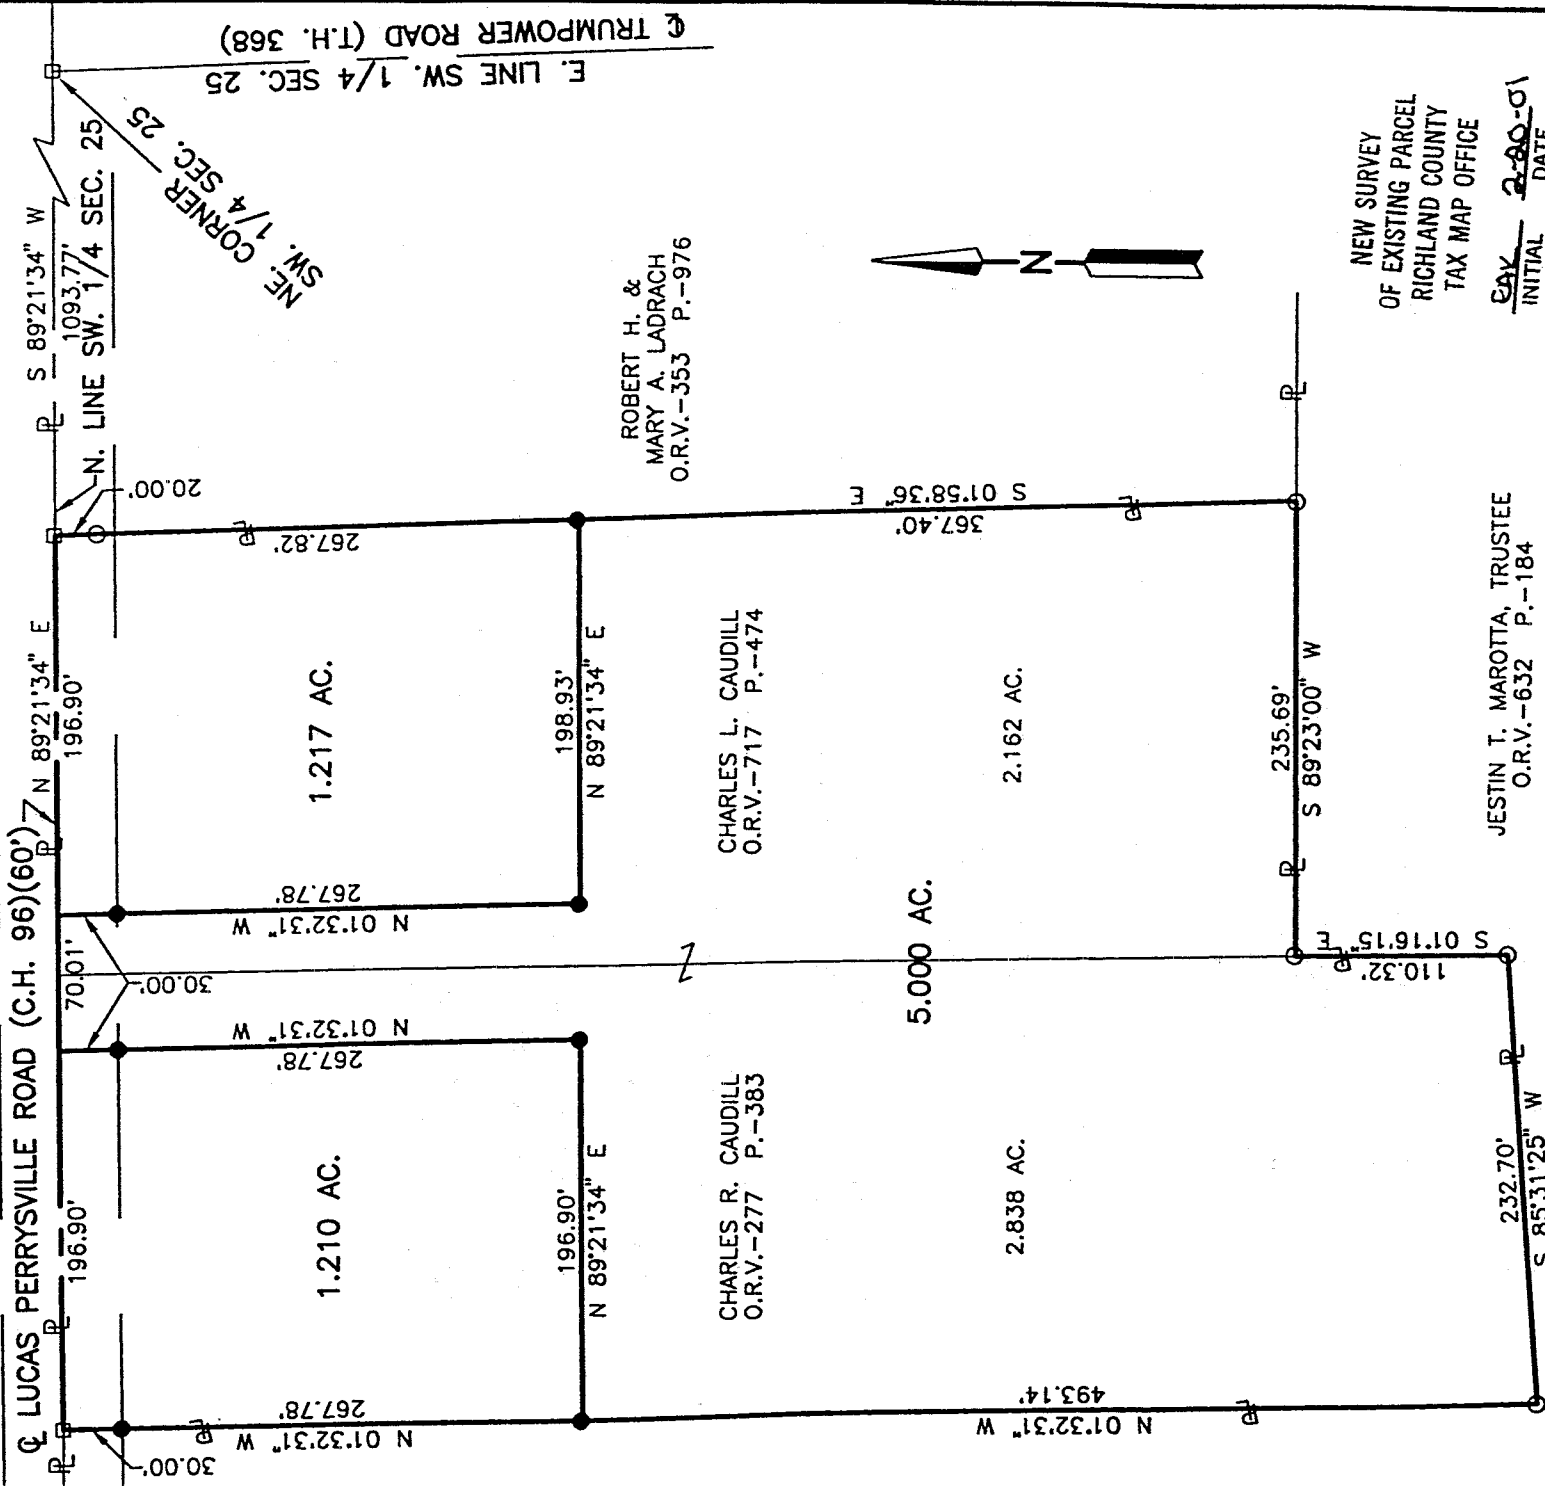 ₵ TRUMPOWER ROAD (T.H. 368)
E. LINE SW. 1/4 SEC. 25
NE. CORNER
SW. 1/4 SEC. 25
S 89°21'34" W
1093.77'
N. LINE SW. 1/4 SEC. 25
20.00'
℄ LUCAS PERRYSVILLE ROAD (C.H. 96)(60')
N 89°21'34" E
196.90'
70.01'
196.90'
30.00'
30.00'
267.82'
1.217 AC.
N 01°32'31" W
267.78'
198.93'
N 89°21'34" E
N 01°32'31" W
267.78'
1.210 AC.
196.90'
N 89°21'34" E
267.78'
N 01°32'31" W
ROBERT H. &
MARY A. LADRACH
O.R.V.-353 P.-976
N
S 01°58'36" E
367.40'
CHARLES L. CAUDILL
O.R.V.-717 P.-474
2.162 AC.
235.69'
S 89°23'00" W
5.000 AC.
S 01°16'15" E
110.32'
CHARLES R. CAUDILL
O.R.V.-277 P.-383
2.838 AC.
493.14'
N 01°32'31" W
232.70'
S 85°31'25" W
JESTIN T. MAROTTA, TRUSTEE
O.R.V.-632 P.-184
NEW SURVEY
OF EXISTING PARCEL
RICHLAND COUNTY
TAX MAP OFFICE
2-20-01
INITIAL DATE